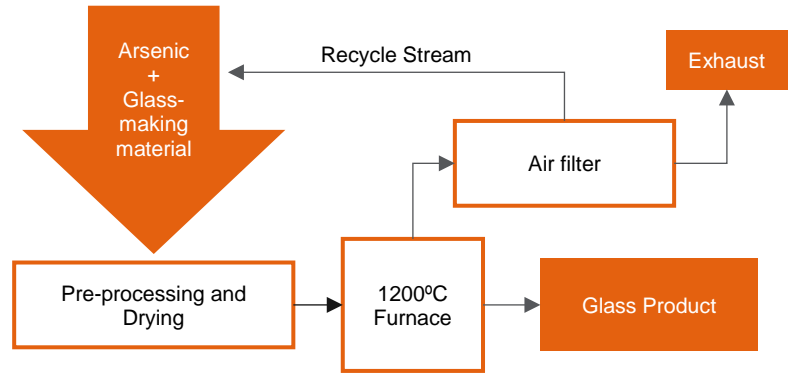 Arsenic
+
Glass-
making
material
Recycle Stream
Exhaust
Air filter
Pre-processing and
Drying
1200ºC
Furnace
Glass Product